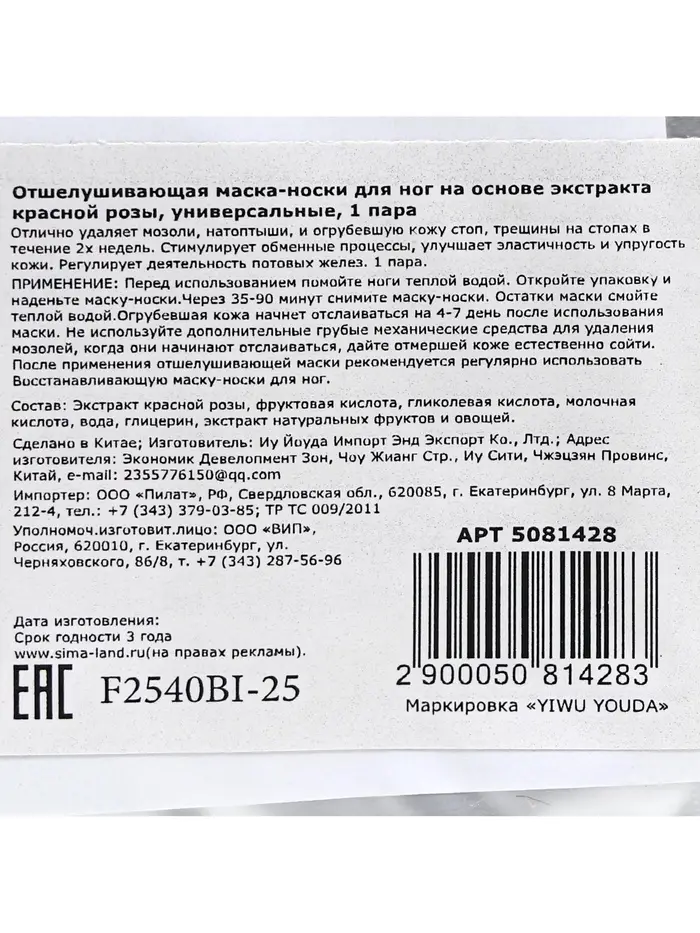 Отшелушивающая маска-носки для ног на основе экстракта
красной розы, универсальные, 1 пара
Отлично удаляет мозоли, натоптыши, и огрубевшую кожу стоп, трещины на стопах в
течение 2х недель. Стимулирует обменные процессы, улучшает эластичность и упругость
кожи. Регулирует деятельность потовых желез. 1 пара.
ПРИМЕНЕНИЕ: Перед использованием помойте ноги теплой водой. Откройте упаковку и
наденьте маску-носки.Через 35-90 минут снимите маску-носки. Остатки маски смойте
теплой водой.Огрубевшая кожа начнет отслаиваться на 4-7 день после использования
маски. Не используйте дополнительные грубые механические средства для удаления
мозолей, когда они начинают отслаиваться, дайте отмершей коже естественно сойти.
После применения отшелушивающей маски рекомендуется регулярно использовать
Восстанавливающую маску-носки для ног.
Состав: Экстракт красной розы, фруктовая кислота, гликолевая кислота, молочная
кислота, вода, глицерин, экстракт натуральных фруктов и овощей.
Сделано в Китае; Изготовитель: Иу Йоуда Импорт Энд Экспорт Ко., Лтд.; Адрес
изготовителя: Экономик Девелопмент Зон, Чоу Жианг Стр., Иу Сити, Чжэцзян Провинс,
Китай, e-mail: 2355776150@qq.com
Импортер: ООО «Пилат», РФ, Свердловская обл., 620085, г. Екатеринбург, ул. 8 Марта,
212-4, тел.: +7 (343) 379-03-85; ТР ТС 009/2011
Уполномоч.изготовит.лицо: ООО «ВИП»,
Россия, 620010, г. Екатеринбург, ул.
Черняховского, 86/8, т. +7 (343) 287-56-96
АРТ 5081428
Дата изготовления:
Срок годности 3 года
www.sima-land.ru(на правах рекламы).
EAC F2540BI-25
2 900050 814283
Маркировка «YIWU YOUDA»